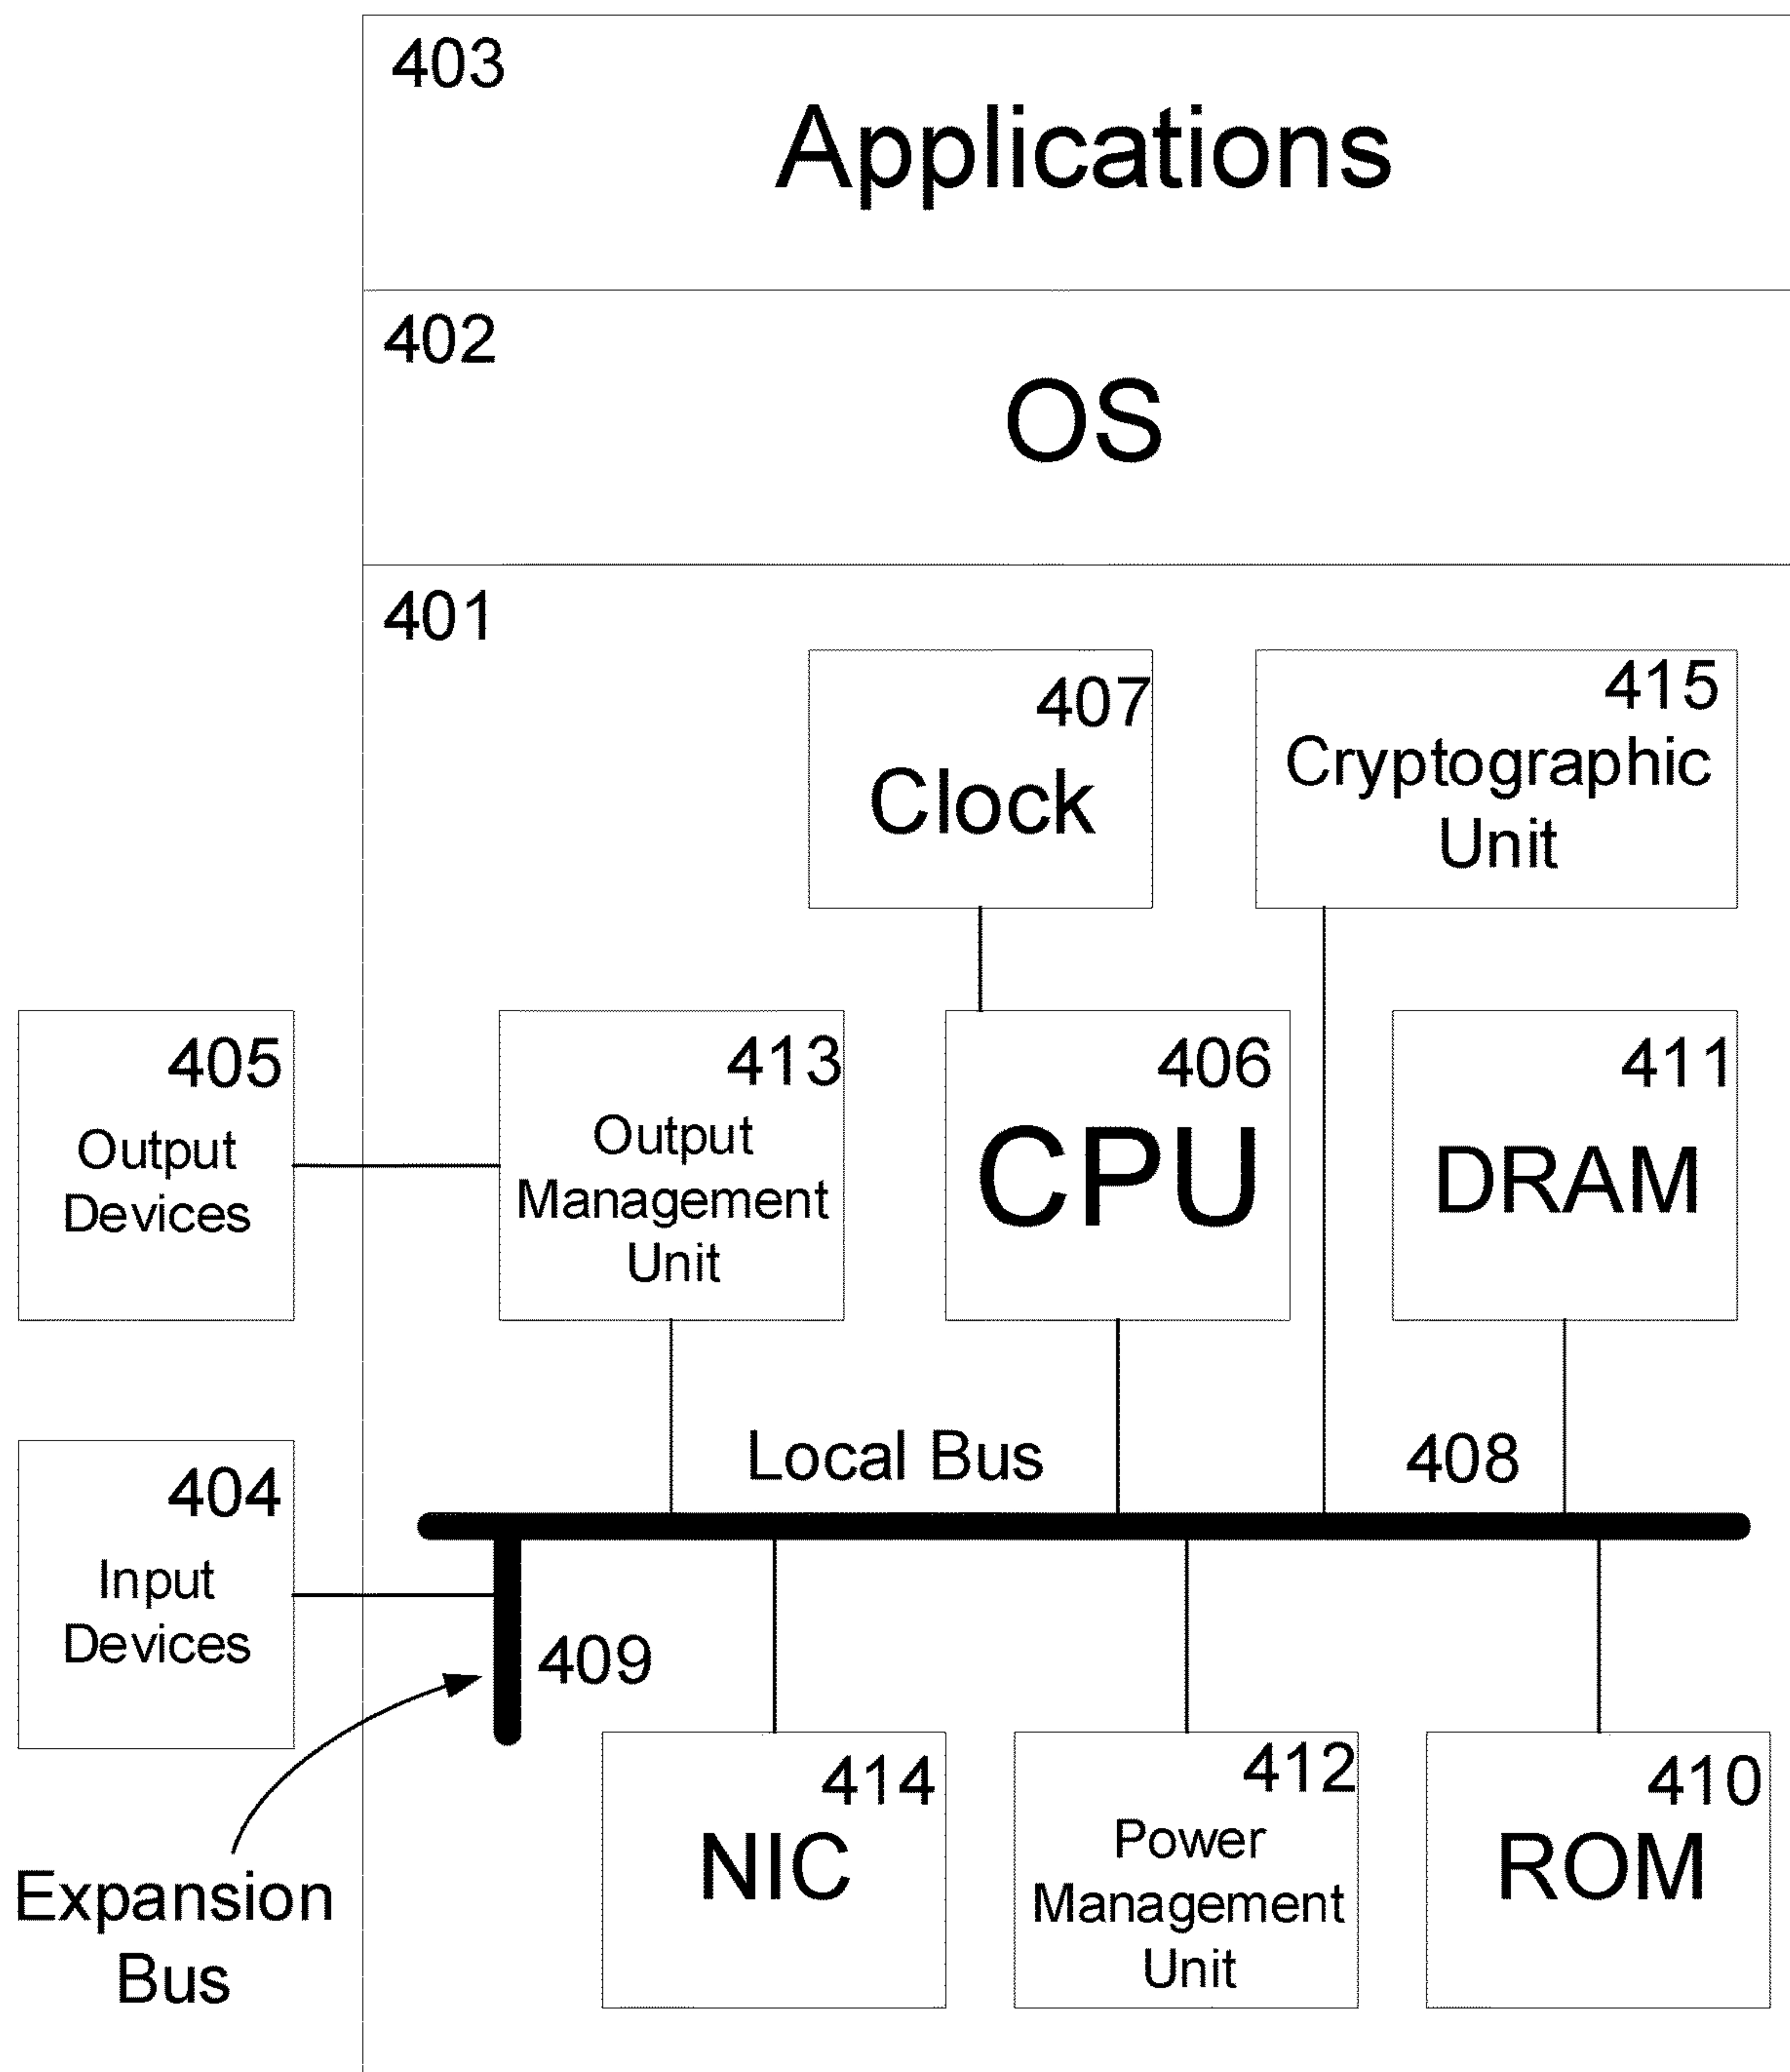 403
Applications
402
OS
401
407
Clock
415
Cryptographic
Unit
405
Output
Devices
413
Output
Management
Unit
406
CPU
411
DRAM
Local Bus
408
404
Input
Devices
409
Expansion
Bus
414
NIC
412
Power
Management
Unit
410
ROM